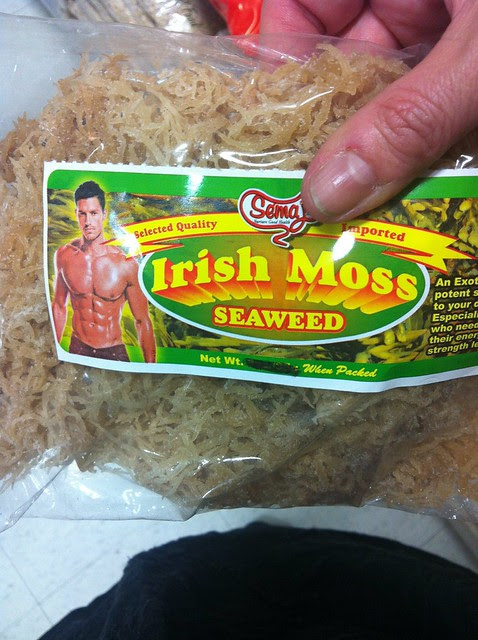 Selected Quality
Imported
Irish Moss
SEAWEED
An Exot
potent s
to your
Especial
who need
their ener
strength le
Net Wt.
When Packed